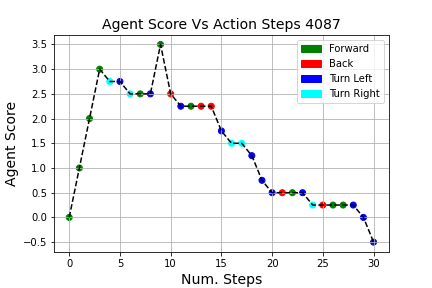 Agent Score Vs Action Steps 4087
Agent Score
3.5
3.0
2.5
2.0
1.5
1.0
0.5
0.0
−0.5
Forward
Back
Turn Left
Turn Right
0 5 10 15 20 25 30
Num. Steps